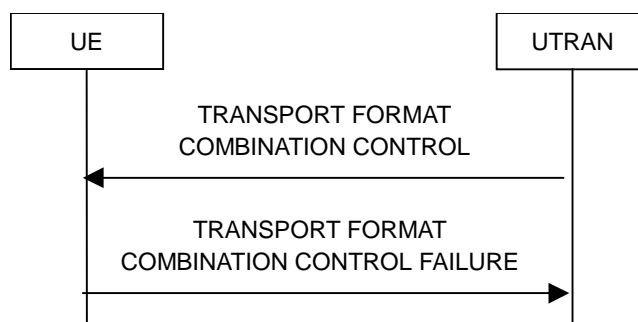 UE
UTRAN
TRANSPORT FORMAT
COMBINATION CONTROL
TRANSPORT FORMAT
COMBINATION CONTROL FAILURE